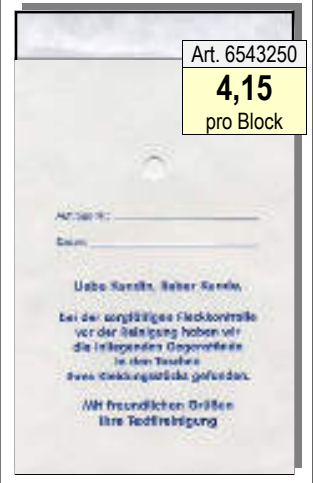 Art. 6543250
4,15
pro Block
Auftrags-Nr.:
Datum:
Liebe Kundin, lieber Kunde,
bei der sorgfältigen Fleckkontrolle
vor der Reinigung haben wir
die inliegenden Gegenstände
in den Taschen
Ihres Kleidungsstücks gefunden.
Mit freundlichen Grüßen
Ihre Textilreinigung